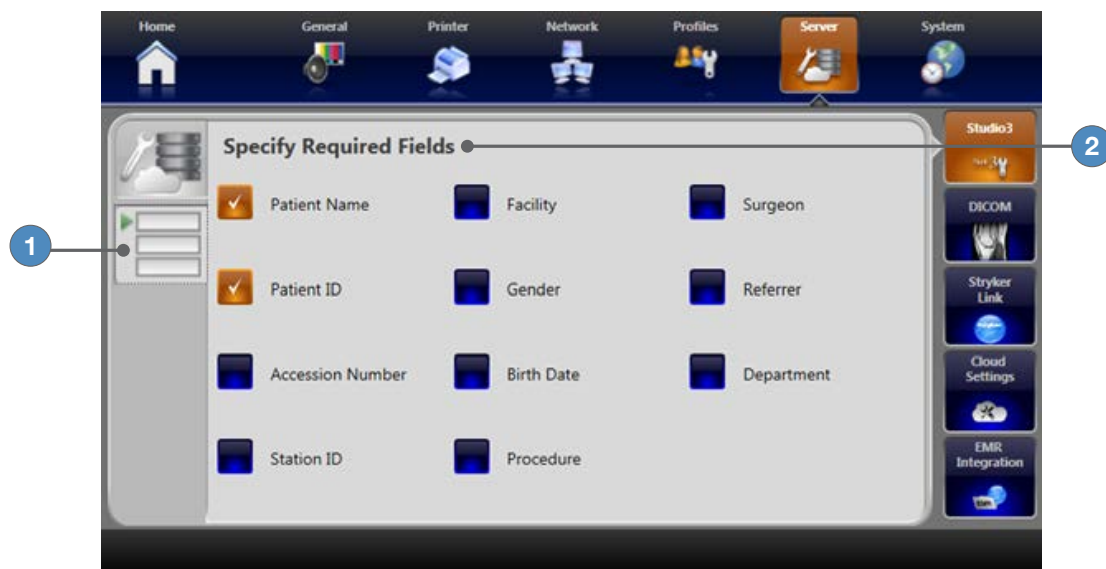 Home
General
Printer
Network
Profiles
Server
System
Specify Required Fields
2
Studio3
Patient Name
Facility
Surgeon
DICOM
1
Patient ID
Gender
Referrer
Stryker
Link
Accession Number
Birth Date
Department
Cloud
Settings
Station ID
Procedure
EMR
Integration